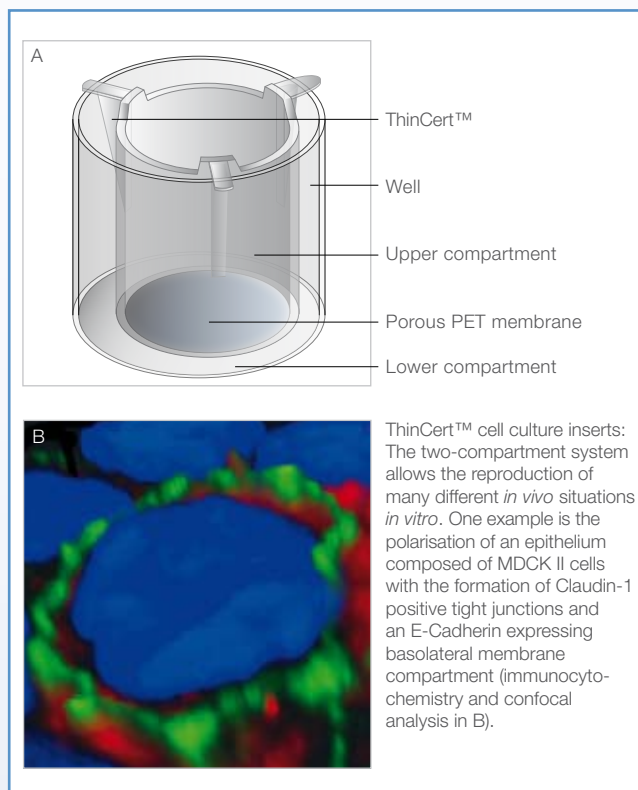 A
ThinCert™
Well
Upper compartment
Porous PET membrane
Lower compartment
B
ThinCert™ cell culture inserts:
The two-compartment system
allows the reproduction of
many different in vivo situations
in vitro. One example is the
polarisation of an epithelium
composed of MDCK II cells
with the formation of Claudin-1
positive tight junctions and
an E-Cadherin expressing
basolateral membrane
compartment (immunocyto-
chemistry and confocal
analysis in B).